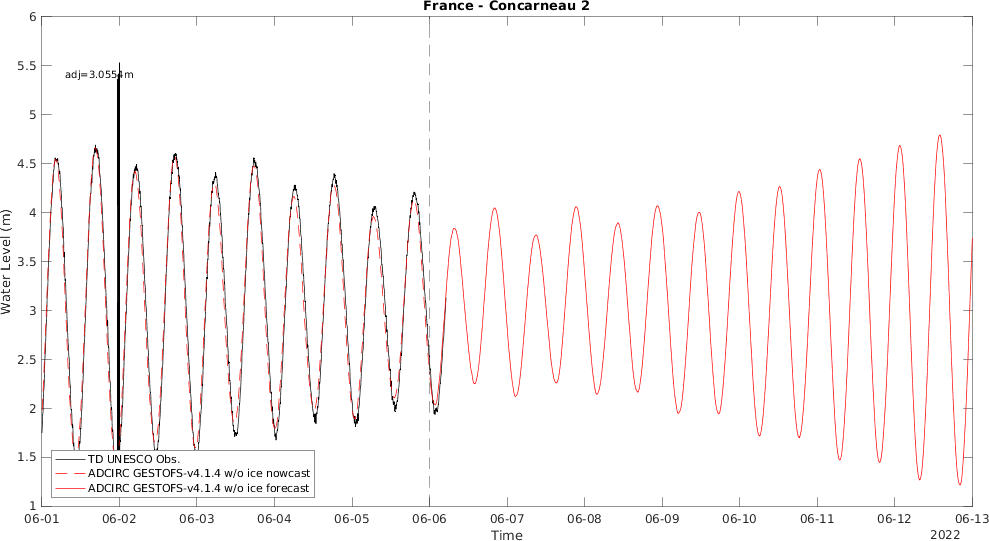 France - Concarneau 2
6
5.5
5
4.5
4
3.5
3
2.5
2
1.5
1
Water Level (m)
adj=3.0554m
TD UNESCO Obs.
ADCIRC GESTOFS-v4.1.4 w/o ice nowcast
ADCIRC GESTOFS-v4.1.4 w/o ice forecast
06-01 06-02 06-03 06-04 06-05 06-06 06-07 06-08 06-09 06-10 06-11 06-12 06-13
Time
2022